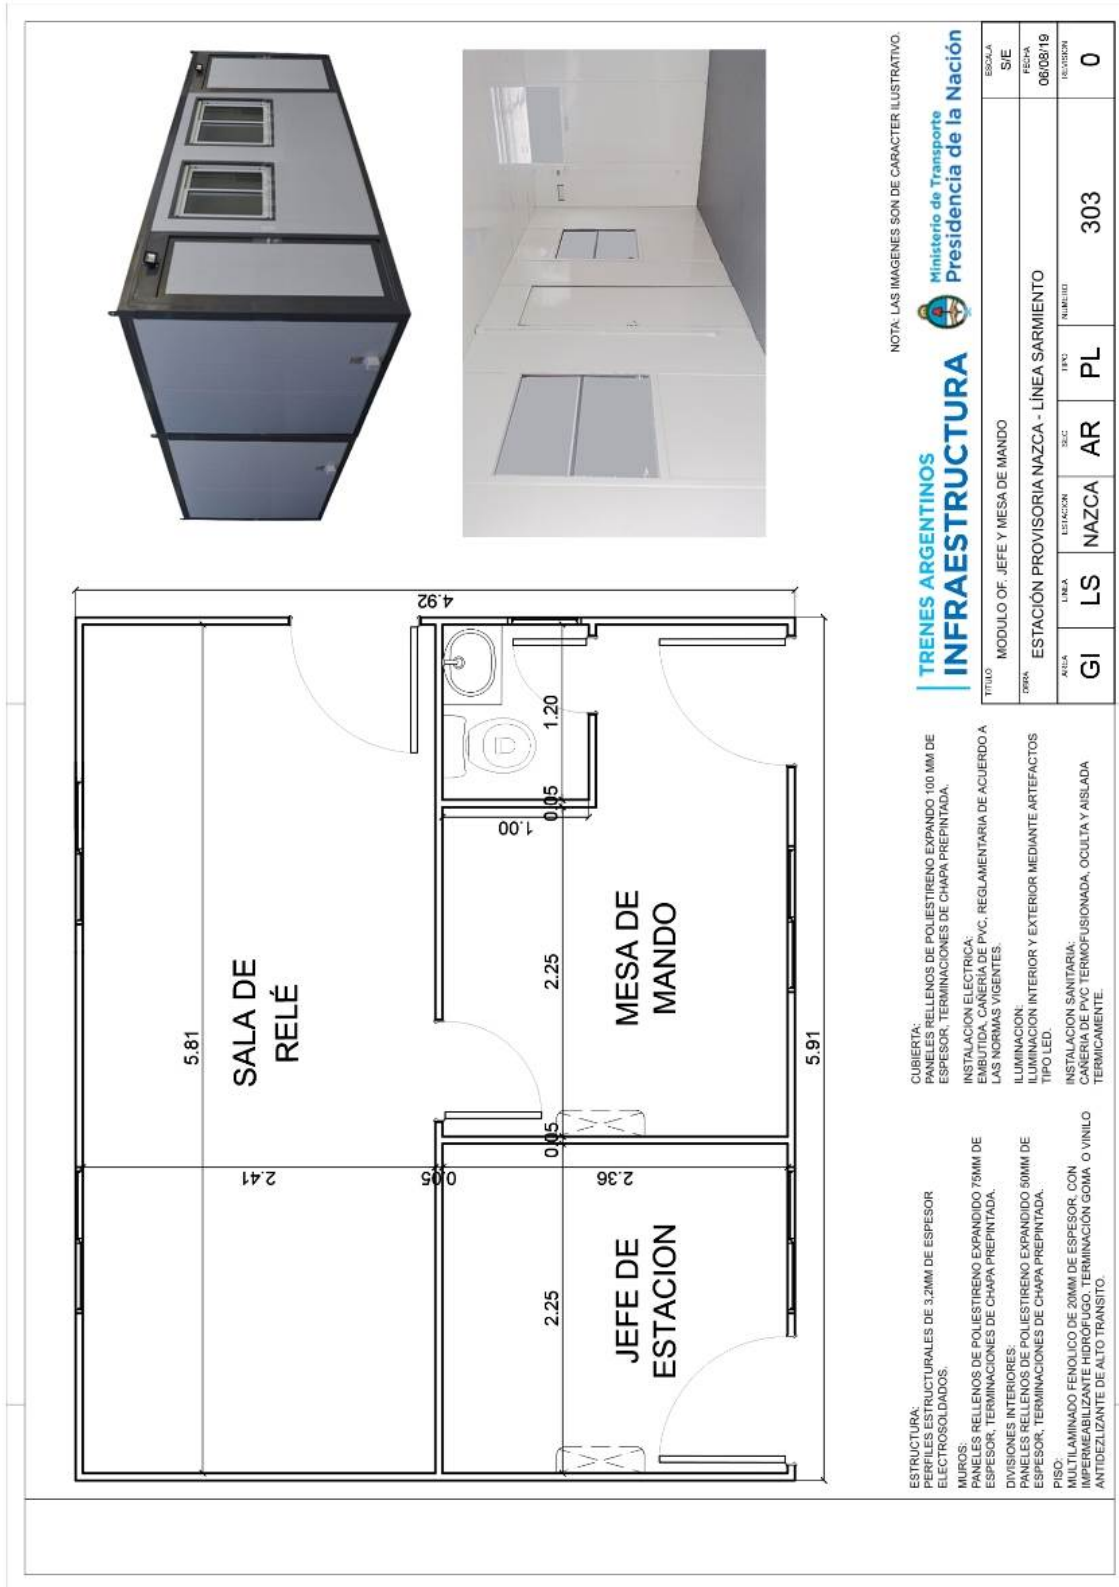 5.81
SALA DE
RELÉ
2.41
0.05
2.36
4.92
2.25
0.05
2.25
0.05
1.20
1.00
JEFE DE
ESTACION
MESA DE
MANDO
5.91
ESTRUCTURA:
PERFILES ESTRUCTURALES DE 3,2MM DE ESPESOR
ELECTROSOLDADOS.
MUROS:
PANELES RELLENOS DE POLIESTIRENO EXPANDIDO 75MM DE
ESPESOR, TERMINACIONES DE CHAPA PREPINTADA.
DIVISIONES INTERIORES:
PANELES RELLENOS DE POLIESTIRENO EXPANDIDO 50MM DE
ESPESOR, TERMINACIONES DE CHAPA PREPINTADA.
PISO:
MULTILAMINADO FENOLICO DE 20MM DE ESPESOR, CON
IMPERMEABILIZANTE HIDRÓFUGO. TERMINACIÓN GOMA O VINILO
ANTIDEZLIZANTE DE ALTO TRANSITO.
CUBIERTA:
PANELES RELLENOS DE POLIESTIRENO EXPANDO 100 MM DE
ESPESOR, TERMINACIONES DE CHAPA PREPINTADA.
INSTALACION ELECTRICA:
EMBUTIDA, CAÑERÍA DE PVC, REGLAMENTARIA DE ACUERDO A
LAS NORMAS VIGENTES.
ILUMINACION:
ILUMINACION INTERIOR Y EXTERIOR MEDIANTE ARTEFACTOS
TIPO LED.
INSTALACION SANITARIA:
CAÑERIA DE PVC TERMOFUSIONADA, OCULTA Y AISLADA
TERMICAMENTE.
NOTA: LAS IMAGENES SON DE CARACTER ILUSTRATIVO.
TRENES ARGENTINOS
INFRAESTRUCTURA
Ministerio de Transporte
Presidencia de la Nación
TITULO
MODULO OF. JEFE Y MESA DE MANDO
ESCALA
S/E
OBRA
ESTACIÓN PROVISORIA NAZCA - LÍNEA SARMIENTO
FECHA
06/08/19
AREA LINEA ESTACION SEC TIPO NUMERO REVISION
GI LS NAZCA AR PL 303 0